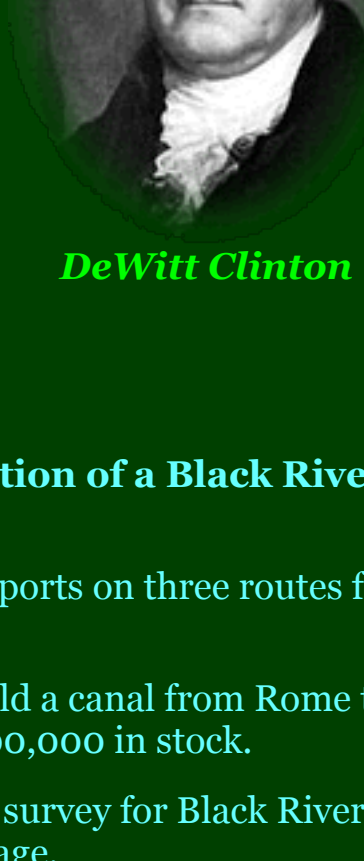 DeWitt Clinton
tion of a Black Rive
ports on three routes f
ld a canal from Rome t
00,000 in stock.
survey for Black River
age.